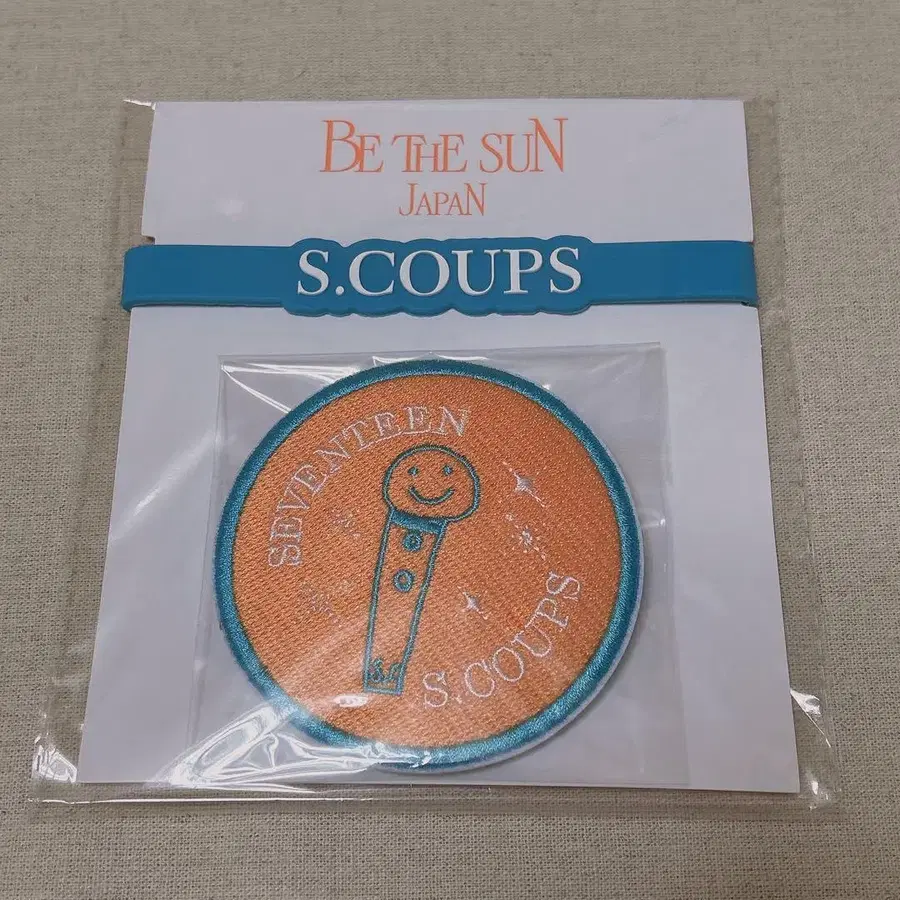 BE THE SUN
JAPAN
S.COUPS
SEVENTEEN
S.C
S.COUPS